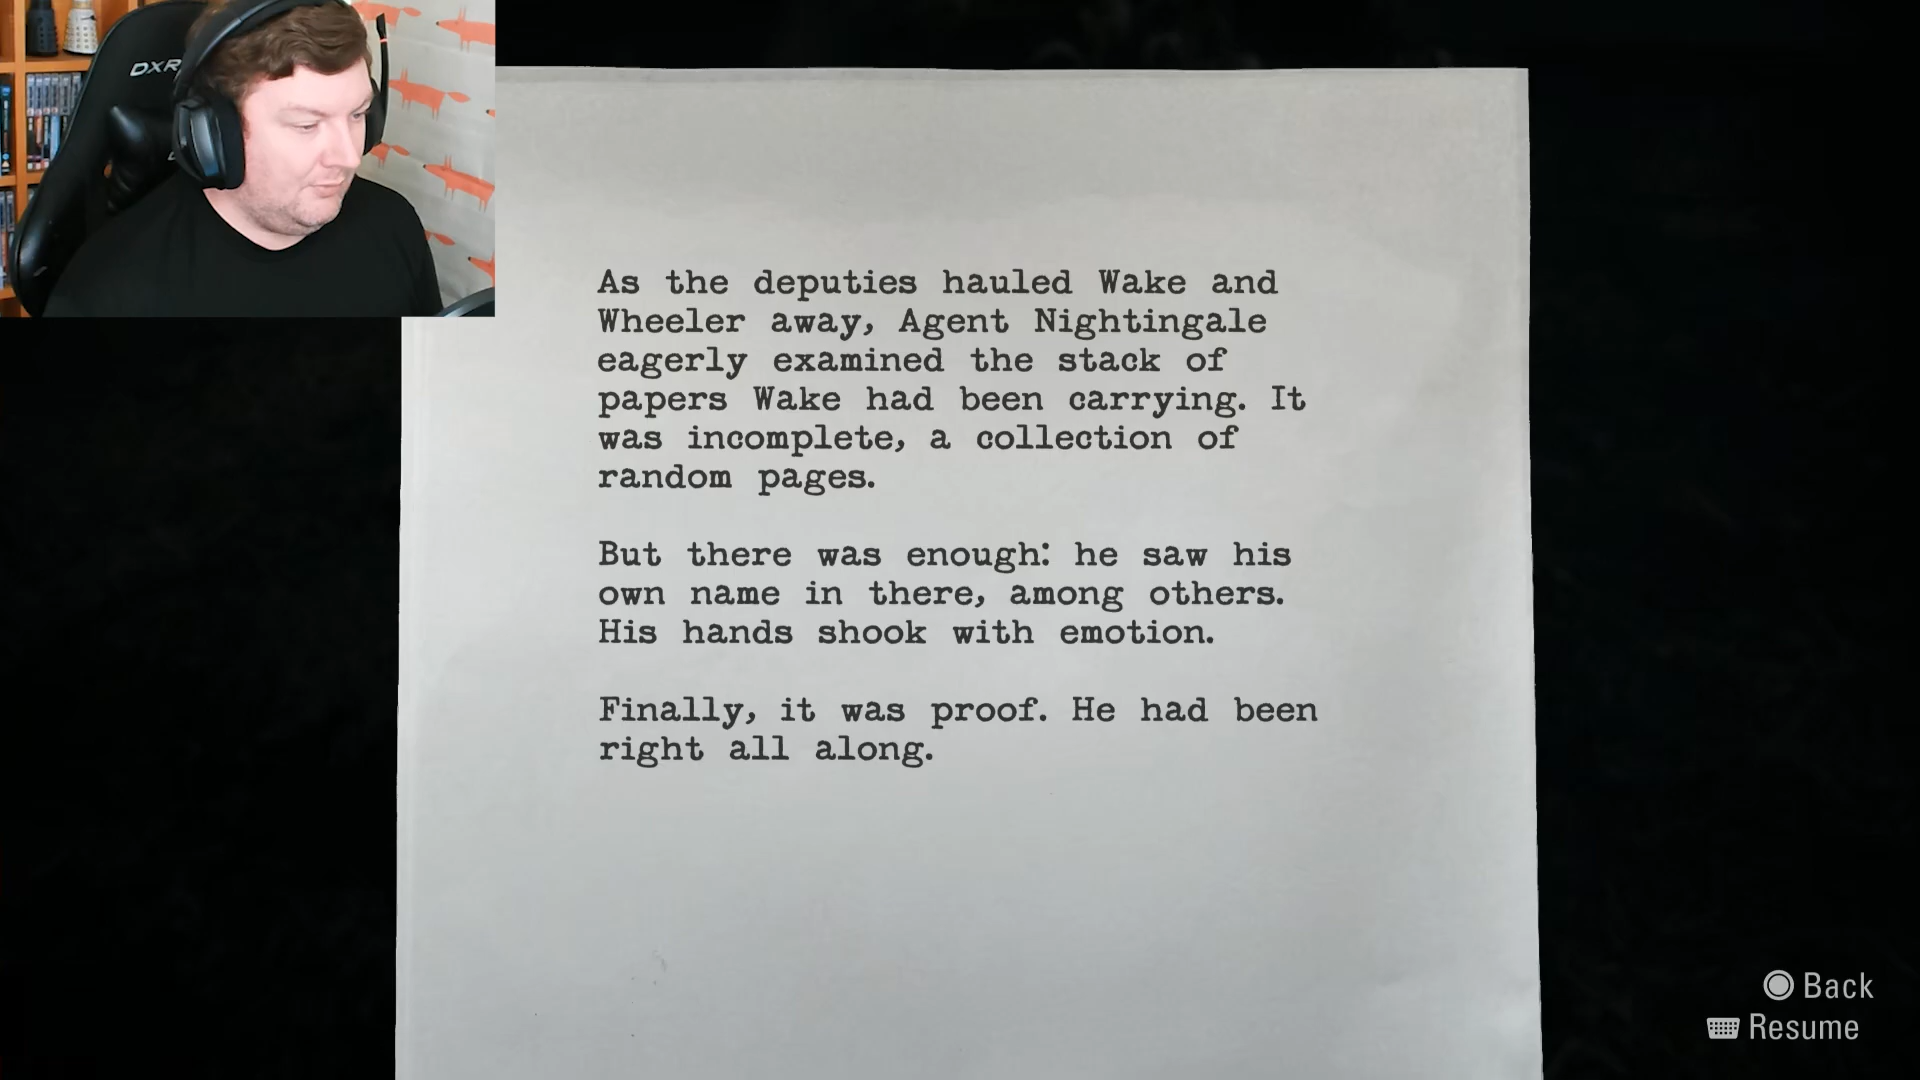 DXR
As the deputies hauled Wake and
Wheeler away, Agent Nightingale
eagerly examined the stack of
papers Wake had been carrying. It
was incomplete, a collection of
random pages.
But there was enough: he saw his
own name in there, among others.
His hands shook with emotion.
Finally, it was proof. He had been
right all along.
Back
Resume